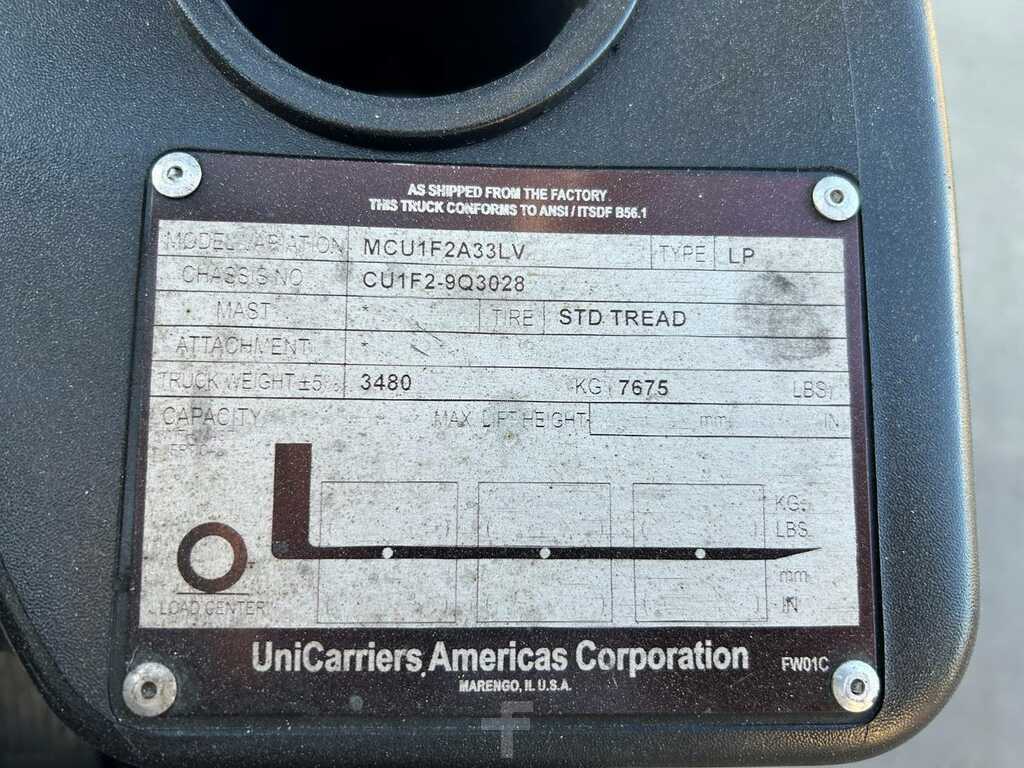 AS SHIPPED FROM THE FACTORY
THIS TRUCK CONFORMS TO ANSI / ITSDF B56.1
MODEL VARIATION MCU1F2A33LV TYPE LP
CHASSIS NO. CU1F2-9Q3028
MAST * TIRE STD TREAD
ATTACHMENT *
TRUCK WEIGHT ±5% 3480 KG 7675 LBS
CAPACITY MAX. LIFT HEIGHT mm IN
KG
LBS
mm
IN
LOAD CENTER
UniCarriers Americas Corporation FW01C
MARENGO, IL U.S.A.